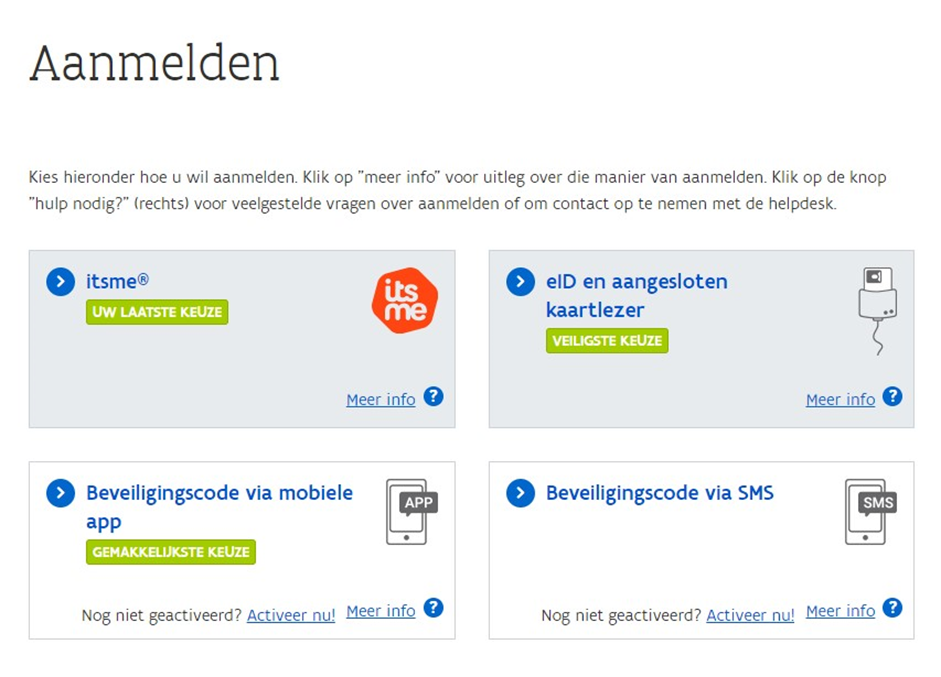 Aanmelden
Kies hieronder hoe u wil aanmelden. Klik op "meer info" voor uitleg over die manier van aanmelden. Klik op de knop
"hulp nodig?" (rechts) voor veelgestelde vragen over aanmelden of om contact op te nemen met de helpdesk.
itsme®
UW LAATSTE KEUZE
its
me
Meer info ?
eID en aangesloten
kaartlezer
VEILIGSTE KEUZE
Meer info ?
Beveiligingscode via mobiele
app
APP
GEMAKKELIJKSTE KEUZE
Nog niet geactiveerd? Activeer nu! Meer info ?
Beveiligingscode via SMS
SMS
Nog niet geactiveerd? Activeer nu! Meer info ?